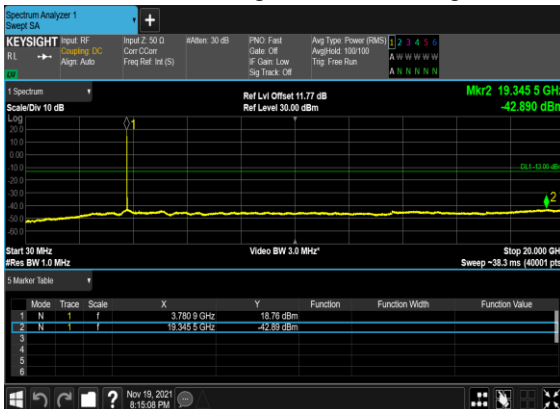 Spectrum Analyzer 1
Swept SA
+
KEYSIGHT Input: RF Input Z: 50 Ω #Atten: 30 dB PNO: Fast Avg Type: Power (RMS) 1 2 3 4 5 6
RL Coupling: DC Corr CCorr Gate: Off Avg|Hold: 100/100 A W W W W W
Align: Auto Freq Ref: Int (S) IF Gain: Low Trig: Free Run
Sig Track: Off A N N N N N
1 Spectrum Ref Lvl Offset 11.77 dB Mkr2 19.345 5 GHz
Scale/Div 10 dB Ref Level 30.00 dBm -42.890 dBm
Log
20.0 1
10.0
0.00
-10.0 DL1 -13.00 dBm
-20.0
-30.0
-40.0 2
-50.0
-60.0
Start 30 MHz Video BW 3.0 MHz* Stop 20.000 GH
#Res BW 1.0 MHz Sweep ~38.3 ms (40001 pts
5 Marker Table
Mode Trace Scale X Y Function Function Width Function Value
1 N 1 f 3.780 9 GHz 18.76 dBm
2 N 1 f 19.345 5 GHz -42.89 dBm
3
4
5
6
? Nov 19, 2021
8:15:08 PM